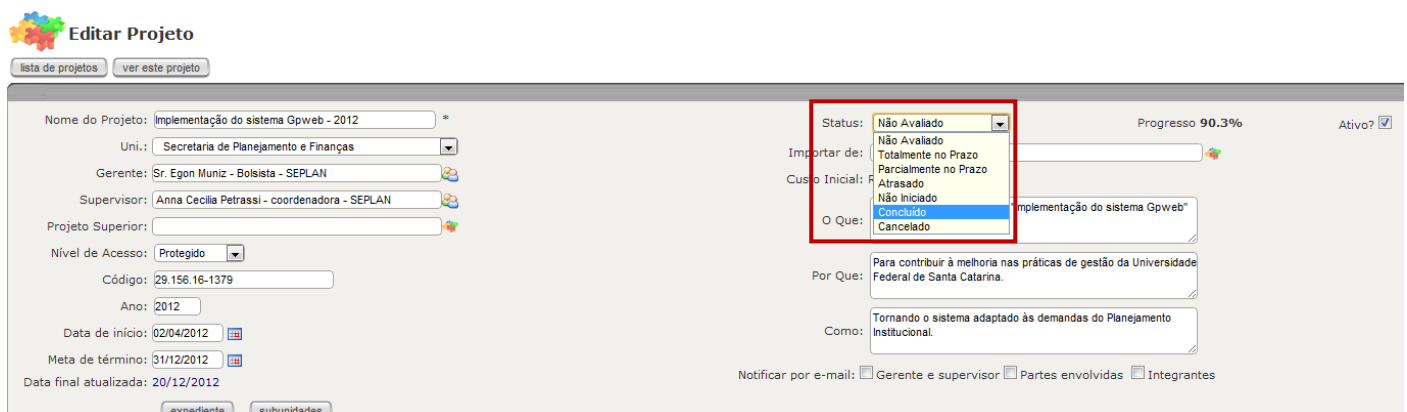 Editar Projeto
lista de projetos
ver este projeto
Nome do Projeto: Implementação do sistema Gpweb - 2012 *
Uni.: Secretaria de Planejamento e Finanças
Gerente: Sr. Egon Muniz - Bolsista - SEPLAN
Supervisor: Anna Cecilia Petrassi - coordenadora - SEPLAN
Projeto Superior:
Nível de Acesso: Protegido
Código: 29.156.16-1379
Ano: 2012
Data de início: 02/04/2012
Meta de término: 31/12/2012
Data final atualizada: 20/12/2012
expediente
subunidades
Status: Não Avaliado
Progresso 90.3%
Ativo?
Não Avaliado
Totalmente no Prazo
Parcialmente no Prazo
Atrasado
Não Iniciado
Concluído
Cancelado
Importar de:
Custo Inicial: R
O Que: "Implementação do sistema Gpweb"
Por Que: Para contribuir à melhoria nas práticas de gestão da Universidade
Federal de Santa Catarina.
Como: Tornando o sistema adaptado às demandas do Planejamento
Institucional.
Notificar por e-mail: Gerente e supervisor Partes envolvidas Integrantes